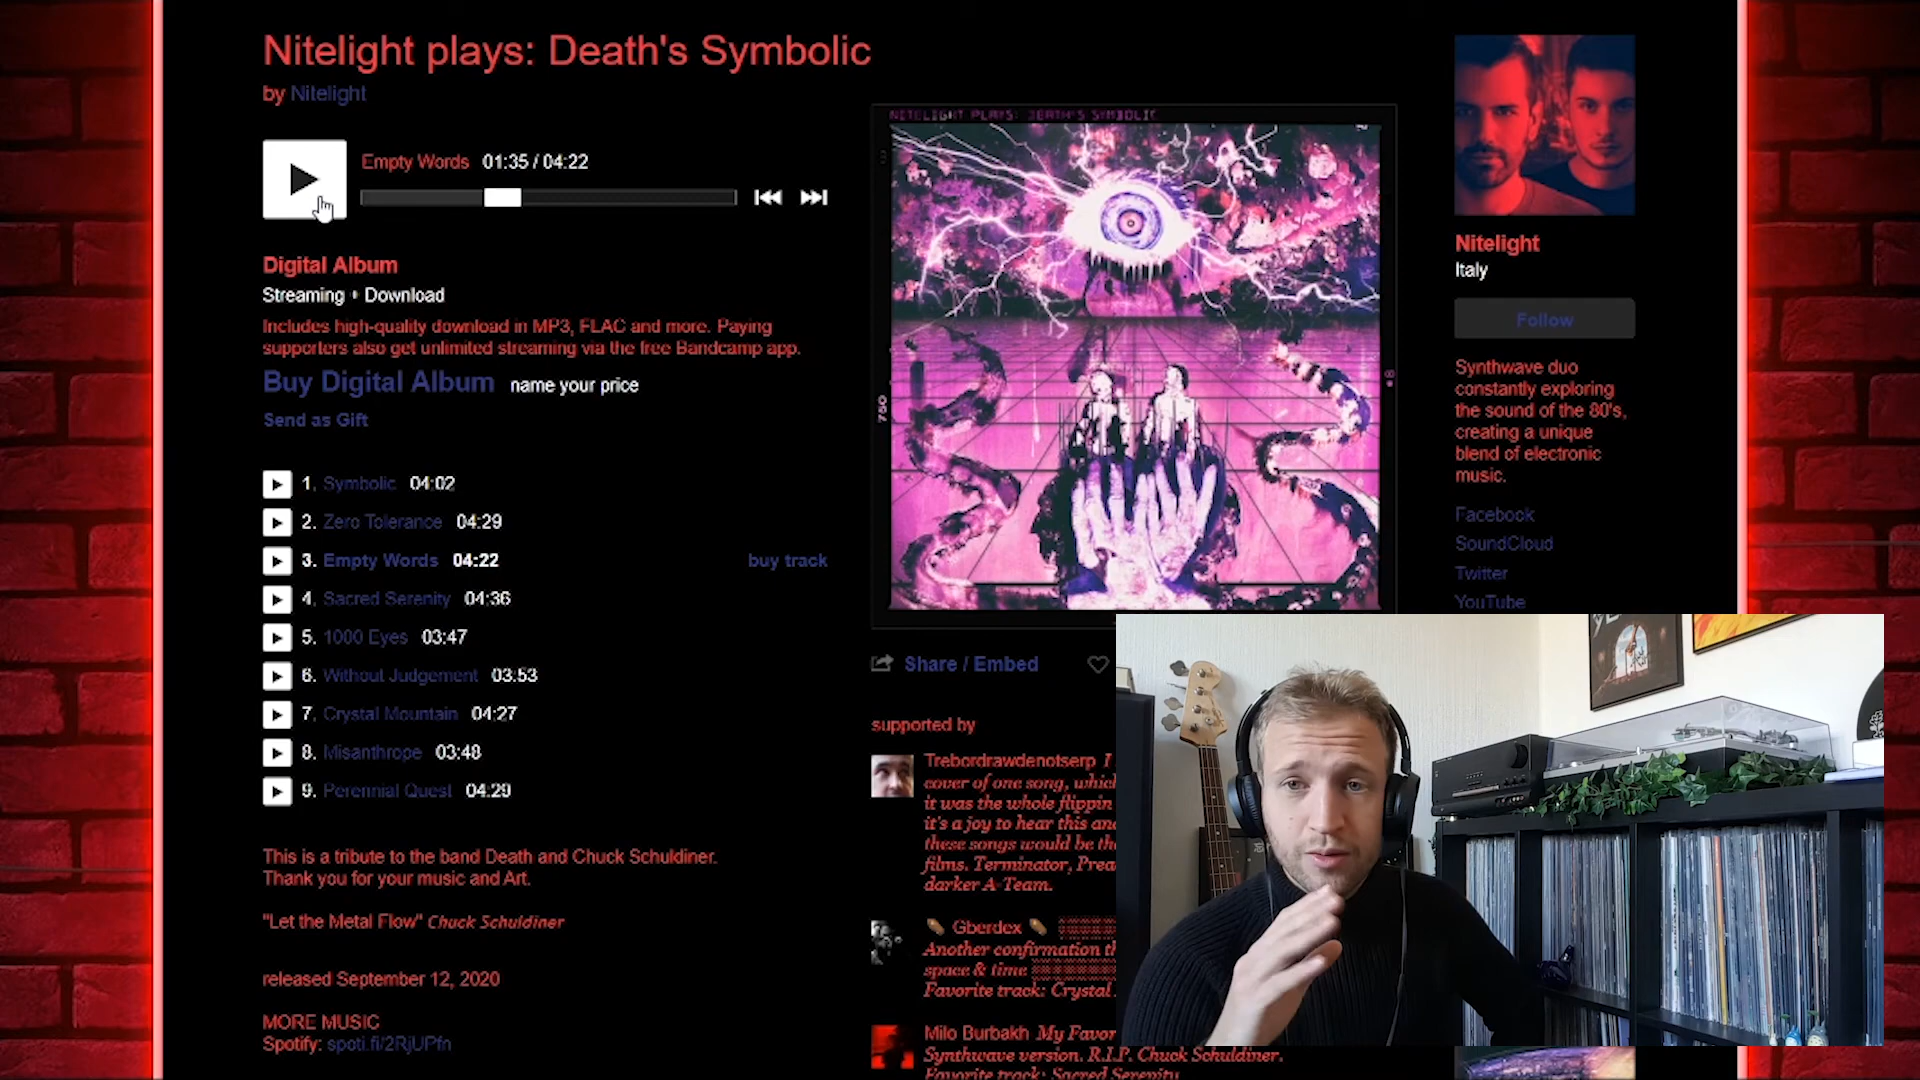 Nitelight plays: Death's Symbolic
by Nitelight
Empty Words 01:35 / 04:22
Digital Album
Streaming + Download
Includes high-quality download in MP3, FLAC and more. Paying
supporters also get unlimited streaming via the free Bandcamp app.
Buy Digital Album name your price
Send as Gift
1. Symbolic 04:02
2. Zero Tolerance 04:29
3. Empty Words 04:22 buy track
4. Sacred Serenity 04:36
5. 1000 Eyes 03:47
6. Without Judgement 03:53
7. Crystal Mountain 04:27
8. Misanthrope 03:48
9. Perennial Quest 04:29
This is a tribute to the band Death and Chuck Schuldiner.
Thank you for your music and Art.
"Let the Metal Flow" Chuck Schuldiner
released September 12, 2020
MORE MUSIC
Spotify: spoti.fi/2RjUPfn
NITELIGHT PLAYS: DEATH'S SYMBOLIC
750
Share / Embed
supported by
Trebordrawdenotserp I
cover of one song, whic
it was the whole flippin
it's a joy to hear this an
these songs would be th
films. Terminator, Prea
darker A-Team.
Gberdex
Another confirmation th
space & time
Favorite track: Crystal
Milo Burbakh My Favor
Synthwave version. R.I.P. Chuck Schuldiner.
Favorite track: Sacred Serenity
Nitelight
Italy
Follow
Synthwave duo
constantly exploring
the sound of the 80's,
creating a unique
blend of electronic
music.
Facebook
SoundCloud
Twitter
YouTube